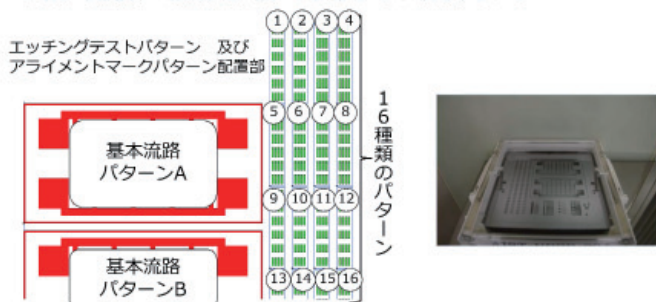 エッチングテストパターン 及び
アライメントマークパターン配置部
① ② ③ ④
⑤ ⑥ ⑦ ⑧
⑨ ⑩ ⑪ ⑫
⑬ ⑭ ⑮ ⑯
基本流路
パターンA
基本流路
パターンB
16種類のパターン